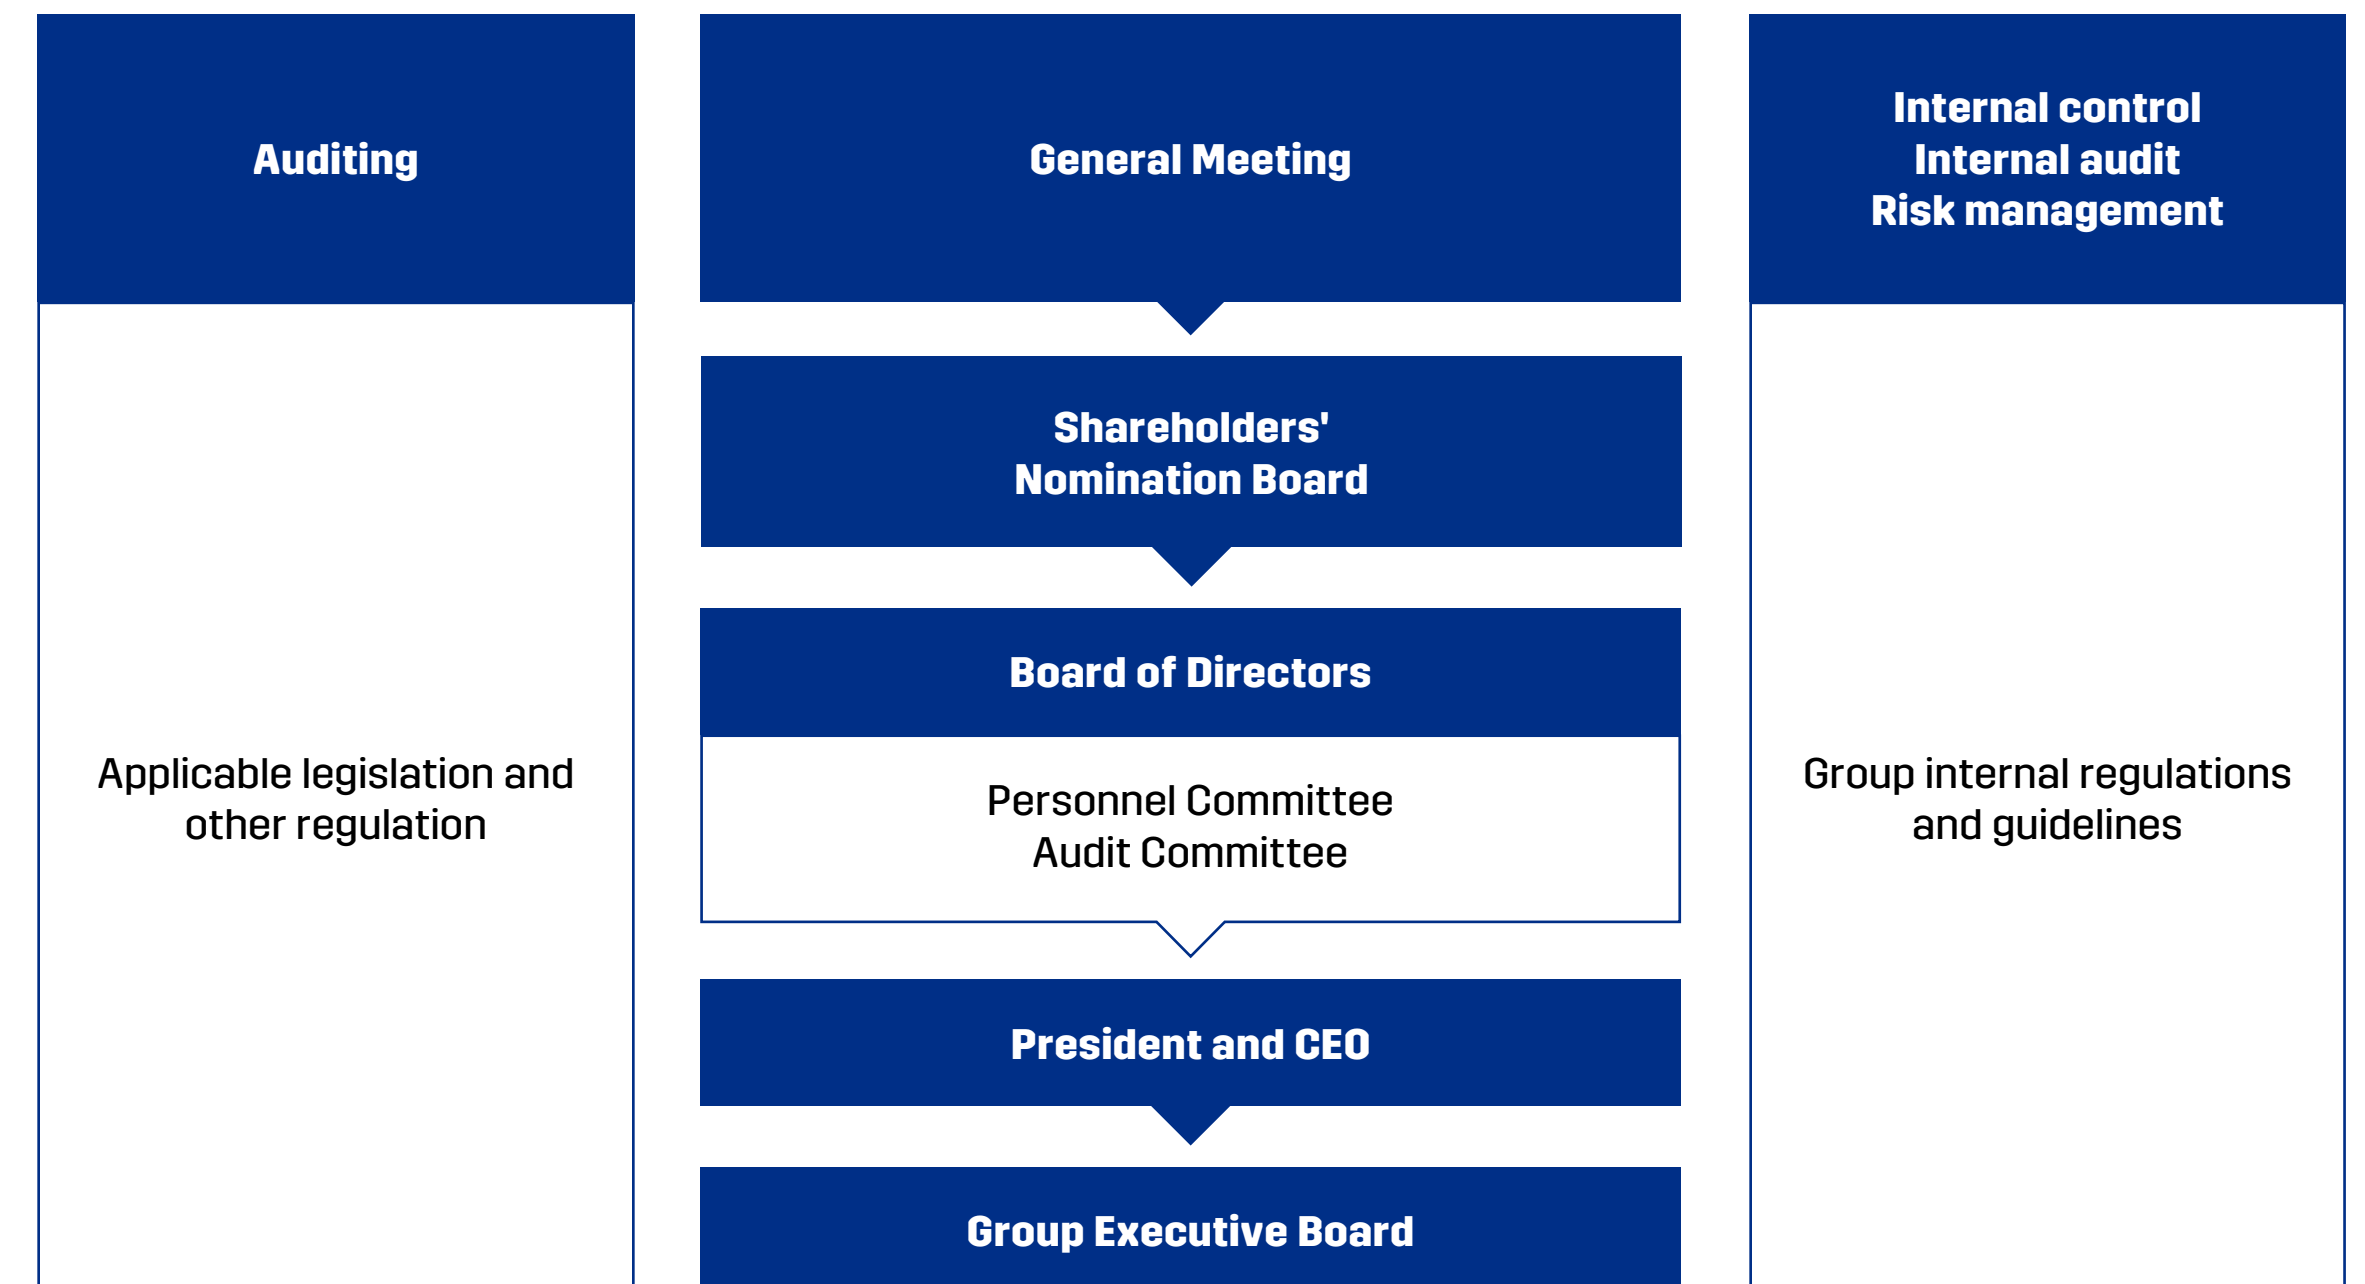 Auditing
Applicable legislation and
other regulation
General Meeting
Shareholders'
Nomination Board
Board of Directors
Personnel Committee
Audit Committee
President and CEO
Group Executive Board
Internal control
Internal audit
Risk management
Group internal regulations
and guidelines